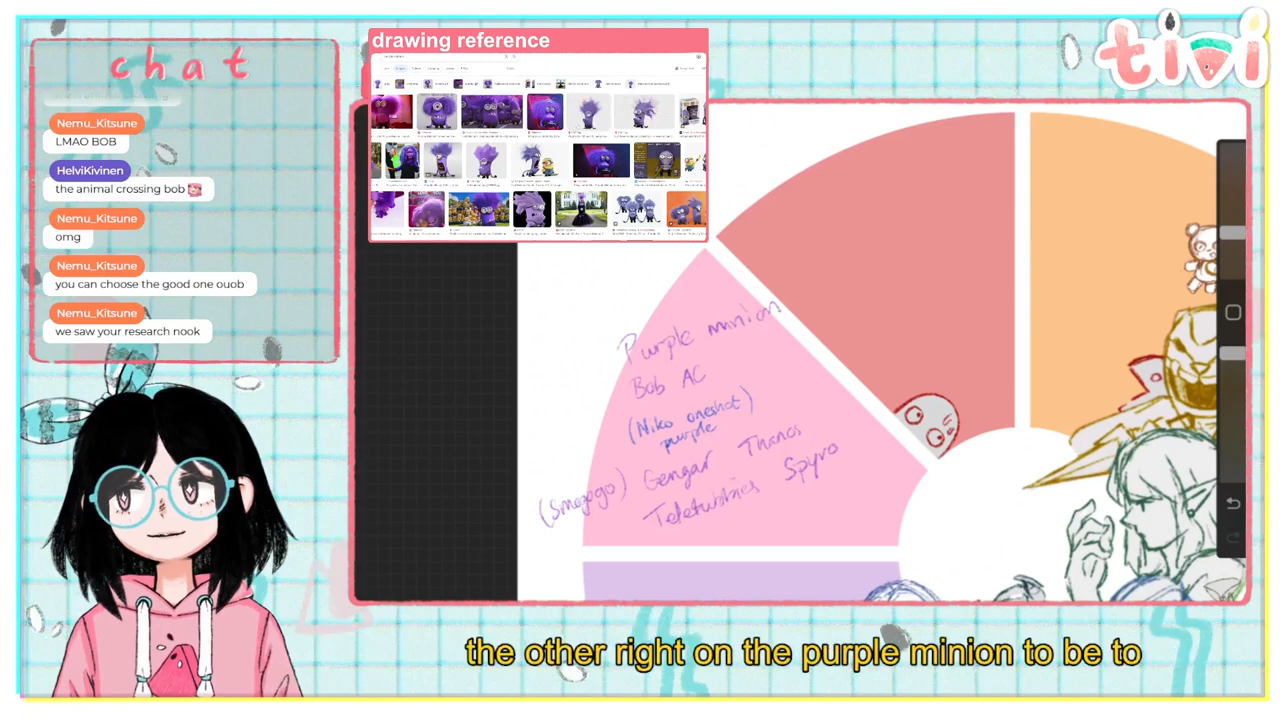 drawing reference
tivi
chat
Nemu_Kitsune
LMAO BOB
HelviKivinen
the animal crossing bob
Nemu_Kitsune
omg
Nemu_Kitsune
you can choose the good one ouob
Nemu_Kitsune
we saw your research nook
Purple minion
Bob AC
(Niko oneshot)
purple
Gengar Thanos
(Smogogo)
Teletubbies Spyro
the other right on the purple minion to be to